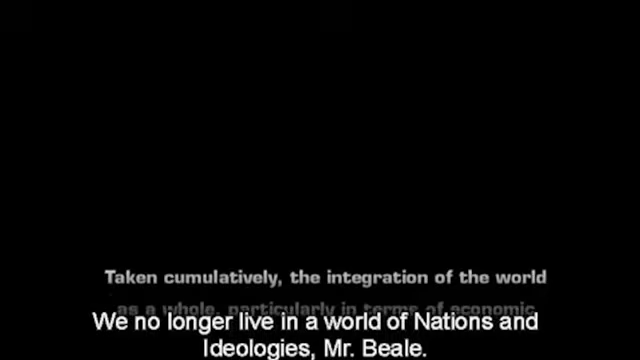 Taken cumulatively, the integration of the world
as a whole, particularly in terms of economic
We no longer live in a world of Nations and
Ideologies, Mr. Beale.